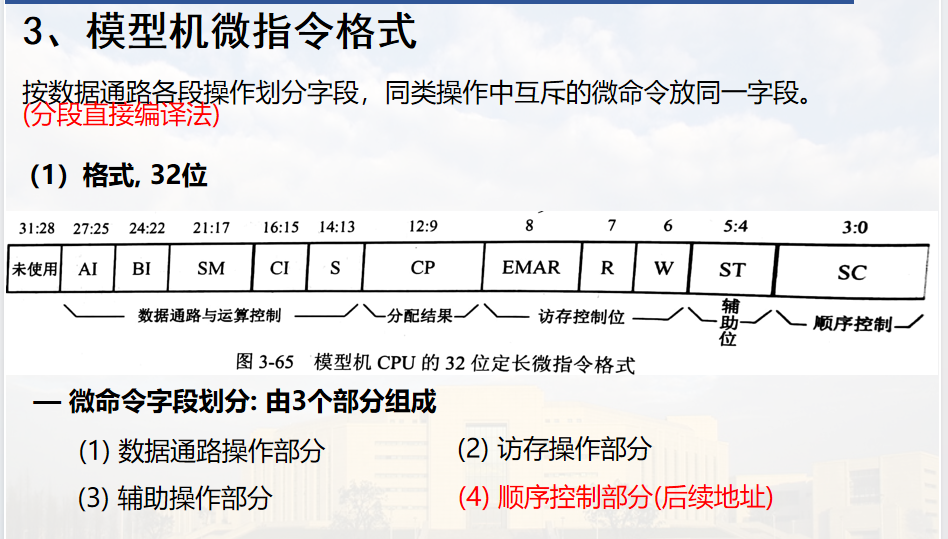 3、模型机微指令格式
按数据通路各段操作划分字段，同类操作中互斥的微命令放同一字段。
(分段直接编译法)
（1）格式, 32位
31:28 27:25 24:22 21:17 16:15 14:13 12:9 8 7 6 5:4 3:0
未使用 AI BI SM CI S CP EMAR R W ST SC
数据通路与运算控制 分配结果 访存控制位 辅助位 顺序控制
图 3-65 模型机 CPU 的 32 位定长微指令格式
— 微命令字段划分: 由3个部分组成
(1) 数据通路操作部分 (2) 访存操作部分
(3) 辅助操作部分 (4) 顺序控制部分(后续地址)